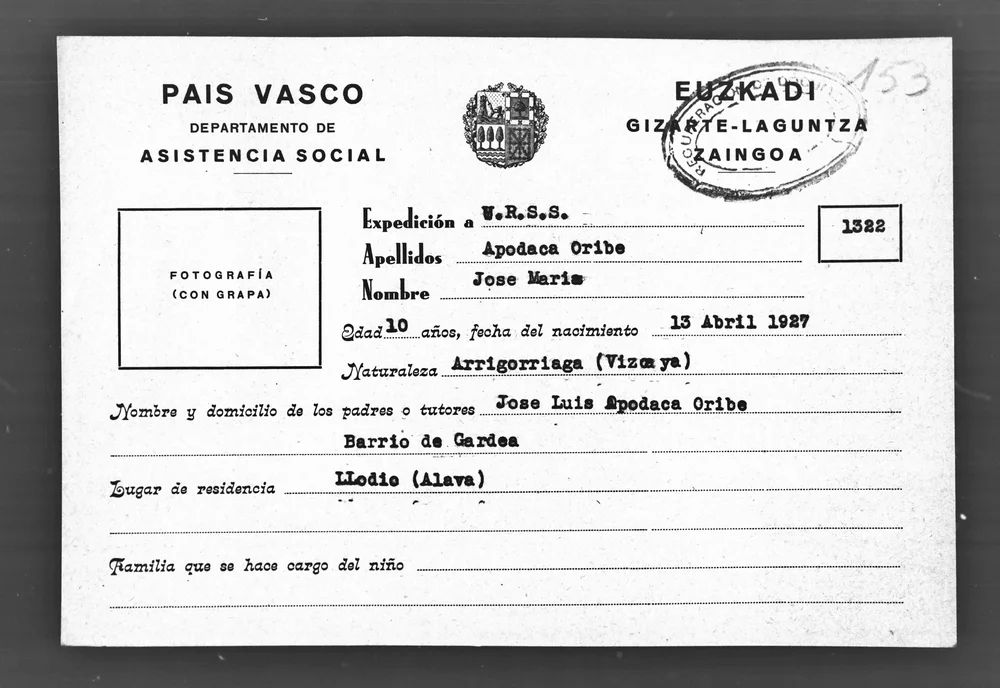 PAIS VASCO
DEPARTAMENTO DE
ASISTENCIA SOCIAL
EUZKADI
GIZARTE-LAGUNTZA
ZAINGOA
153
FOTOGRAFÍA
(CON GRAPA)
Expedición a U.R.S.S.
1322
Apellidos Apodaca Oribe
Nombre Jose Maria
Edad 10 años, fecha del nacimiento 13 Abril 1927
Naturaleza Arrigorriaga (Vizcaya)
Nombre y domicilio de los padres o tutores Jose Luis Apodaca Oribe
Barrio de Gardea
Lugar de residencia LLodio (Alava)
Familia que se hace cargo del niño